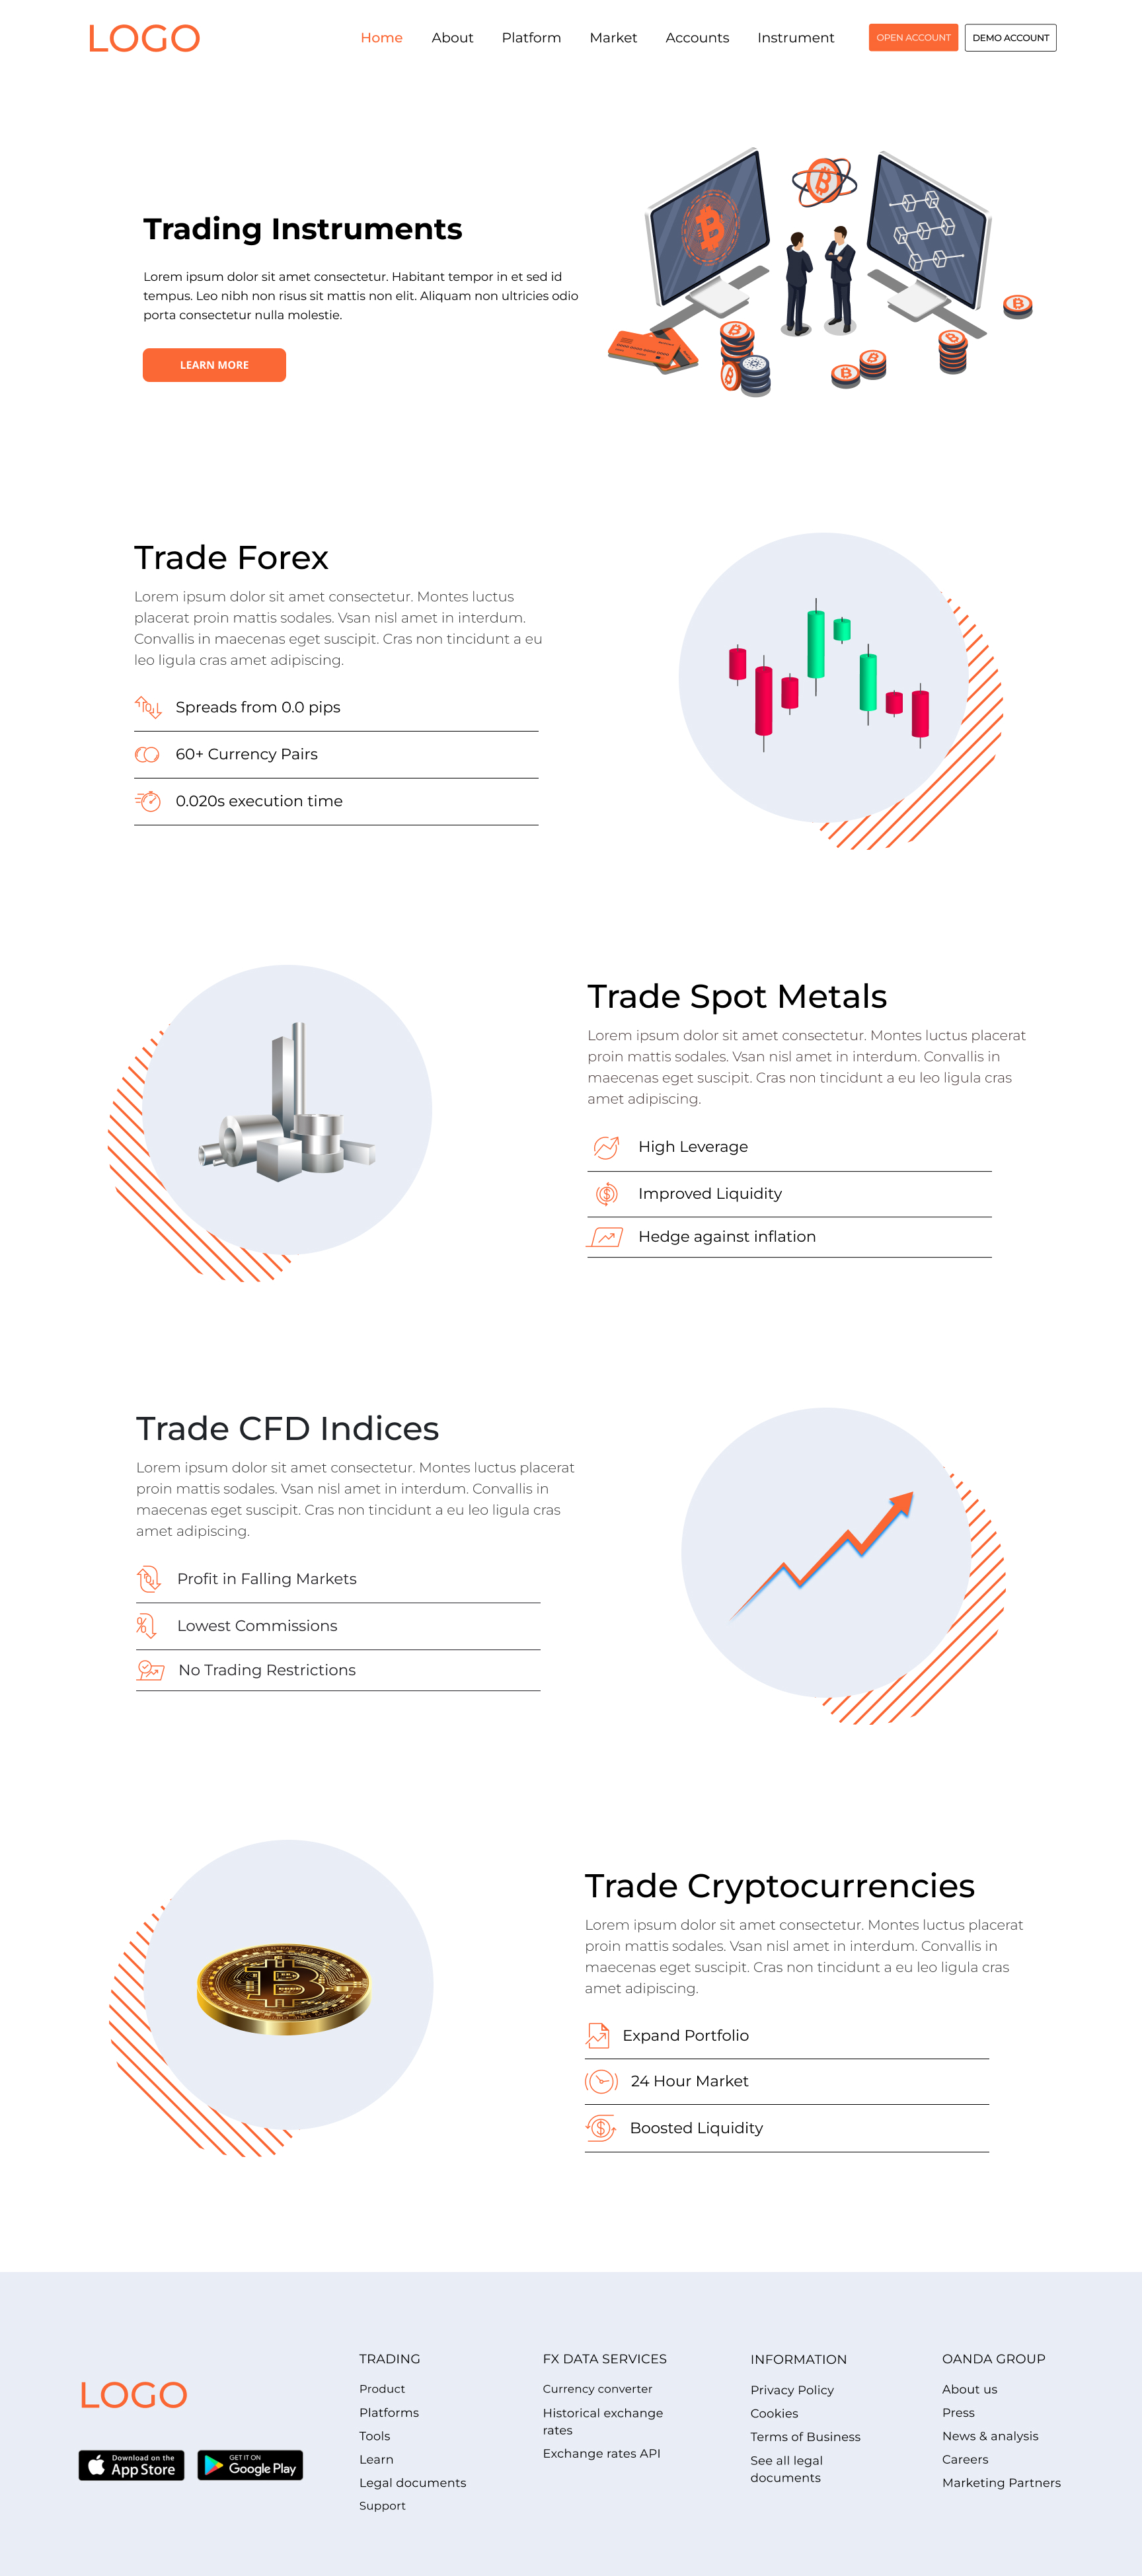 LOGO
Home
About
Platform
Market
Accounts
Instrument
OPEN ACCOUNT
DEMO ACCOUNT
Trading Instruments
Lorem ipsum dolor sit amet consectetur. Habitant tempor in et sed id
tempus. Leo nibh non risus sit mattis non elit. Aliquam non ultricies odio
porta consectetur nulla molestie.
LEARN MORE
Trade Forex
Lorem ipsum dolor sit amet consectetur. Montes luctus
placerat proin mattis sodales. Vsan nisl amet in interdum.
Convallis in maecenas eget suscipit. Cras non tincidunt a eu
leo ligula cras amet adipiscing.
Spreads from 0.0 pips
60+ Currency Pairs
0.020s execution time
Trade Spot Metals
Lorem ipsum dolor sit amet consectetur. Montes luctus placerat
proin mattis sodales. Vsan nisl amet in interdum. Convallis in
maecenas eget suscipit. Cras non tincidunt a eu leo ligula cras
amet adipiscing.
High Leverage
Improved Liquidity
Hedge against inflation
Trade CFD Indices
Lorem ipsum dolor sit amet consectetur. Montes luctus placerat
proin mattis sodales. Vsan nisl amet in interdum. Convallis in
maecenas eget suscipit. Cras non tincidunt a eu leo ligula cras
amet adipiscing.
Profit in Falling Markets
Lowest Commissions
No Trading Restrictions
Trade Cryptocurrencies
Lorem ipsum dolor sit amet consectetur. Montes luctus placerat
proin mattis sodales. Vsan nisl amet in interdum. Convallis in
maecenas eget suscipit. Cras non tincidunt a eu leo ligula cras
amet adipiscing.
Expand Portfolio
24 Hour Market
Boosted Liquidity
LOGO
Download on the
App Store
GET IT ON
Google Play
TRADING
Product
Platforms
Tools
Learn
Legal documents
Support
FX DATA SERVICES
Currency converter
Historical exchange
rates
Exchange rates API
INFORMATION
Privacy Policy
Cookies
Terms of Business
See all legal
documents
OANDA GROUP
About us
Press
News & analysis
Careers
Marketing Partners